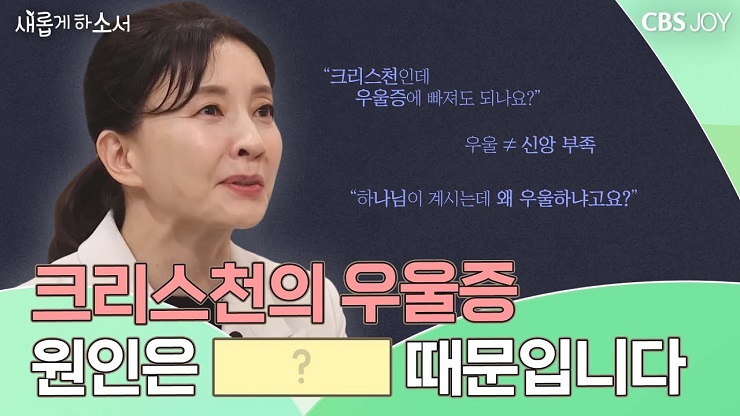 새롭게 하소서
CBS JOY
“크리스천인데
우울증에 빠져도 되나요?”
우울 ≠ 신앙 부족
“하나님이 계시는데 왜 우울하냐고요?”
크리스천의 우울증
원인은 ? 때문입니다